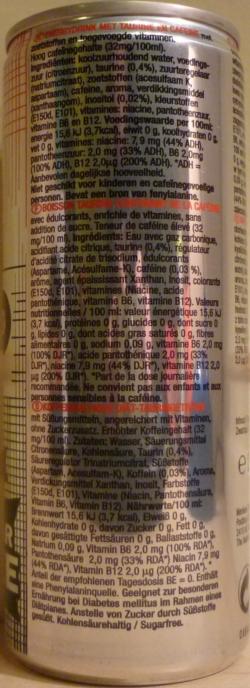 ENERGYDRINK MET TAURINE EN CAFEÏNE, met
zoetstoffen en toegevoegde vitaminen.
Hoog cafeïnegehalte (32mg/100ml).
Ingrediënten: koolzuurhoudend water, voedings-
zuur (citroenzuur), taurine (0,4%), zuurteregelaar
(natriumcitraat), zoetstoffen (acesulfaam K,
aspartaam), cafeïne, aroma, verdikkingsmiddel
(xanthaangom), inositol (0,02%), kleurstoffen
(E150d, E101), vitamines: niacine, pantotheenzuur,
vitamine B6 en B12. Voedingswaarde per 100ml:
energie 15,6 kJ (3,7kcal), eiwit 0 g, koolhydraten 0 g,
vet 0 g, vitamines: niacine: 7,9 mg (44% ADH),
pantotheenzuur: 2,0 mg (33% ADH), B6 2,0mg
(100% ADH), B12 2,0µg (200% ADH). *ADH =
Aanbevolen dagelijkse hoeveelheid.
Niet geschikt voor kinderen en cafeïnegevoelige
personen. Bevat een bron van fenylalanine.
BOISSON TAURINE CONTENANT DE LA CAFÉINE
avec édulcorants, enrichie de vitamines, sans
addition de sucre. Teneur de caféine élevé (32
mg/100 ml). Ingrédients: Eau avec gaz carbonique,
acidifiant acide citrique, taurine (0,4%), régulateur
d'acidité citrate de trisodium, édulcorants
(Aspartame, Acésulfame-K), caféine (0,03 %),
arôme, agent épaississant Xanthan, inosit, colorants
(E150d, E101), vitamines (Niacine, acide
pantothénique, vitamine B6, vitamine B12). Valeurs
nutritionnelles / 100 ml: valeur énergétique 15,6 kJ
(3,7 kcal), protéines 0 g, glucides 0 g, dont sucre 0
g, lipides 0 g, dont acides gras saturés 0 g, fibres
alimentaires 0 g, sodium 0,09 g, vitamine B6 2,0 mg
(100% DJR*), acide pantothénique 2,0 mg (33%
DJR*), niacine 7,9 mg (44% DJR*), vitamine B12 2,0
µg (200% DJR*). *Part de la dose journalière
recommandée. Ne convient pas aux enfants et aux
personnes sensibles à la caféine.
mit Süßungsmitteln, angereichert mit Vitaminen,
ohne Zuckerzusatz. Erhöhter Koffeingehalt (32
mg/100 ml). Zutaten: Wasser, Säuerungsmittel
Citronensäure, Kohlensäure, Taurin (0,4%),
Säureregulator Trinatriumcitrat, Süßstoffe
(Aspartam, Acesulfam-K), Koffein (0,03%), Aroma,
Verdickungsmittel Xanthan, Inosit, Farbstoffe
(E150d, E101), Vitamine (Niacin, Pantothensäure,
Vitamin B6, Vitamin B12). Nährwerte/100 ml:
Brennwert 15,6 kJ (3,7 kcal), Eiweiß 0 g,
Kohlenhydrate 0 g, davon Zucker 0 g, Fett 0 g,
davon gesättigte Fettsäuren 0 g, Ballaststoffe 0 g,
Natrium 0,09 g, Vitamin B6 2,0 mg (100% RDA*),
Pantothensäure 2,0 mg (33% RDA*) Niacin 7,9 mg
(44% RDA*), Vitamin B12 2,0 µg (200% RDA*). *
Anteil der empfohlenen Tagesdosis BE = 0. Enthält
eine Phenylalaninquelle. Geeignet zur besonderen
Ernährung bei Diabetes mellitus im Rahmen eines
Diätplanes. Anstelle von Zucker durch Süßstoffe
gesüßt. Kohlensäurehaltig / Sugarfree.